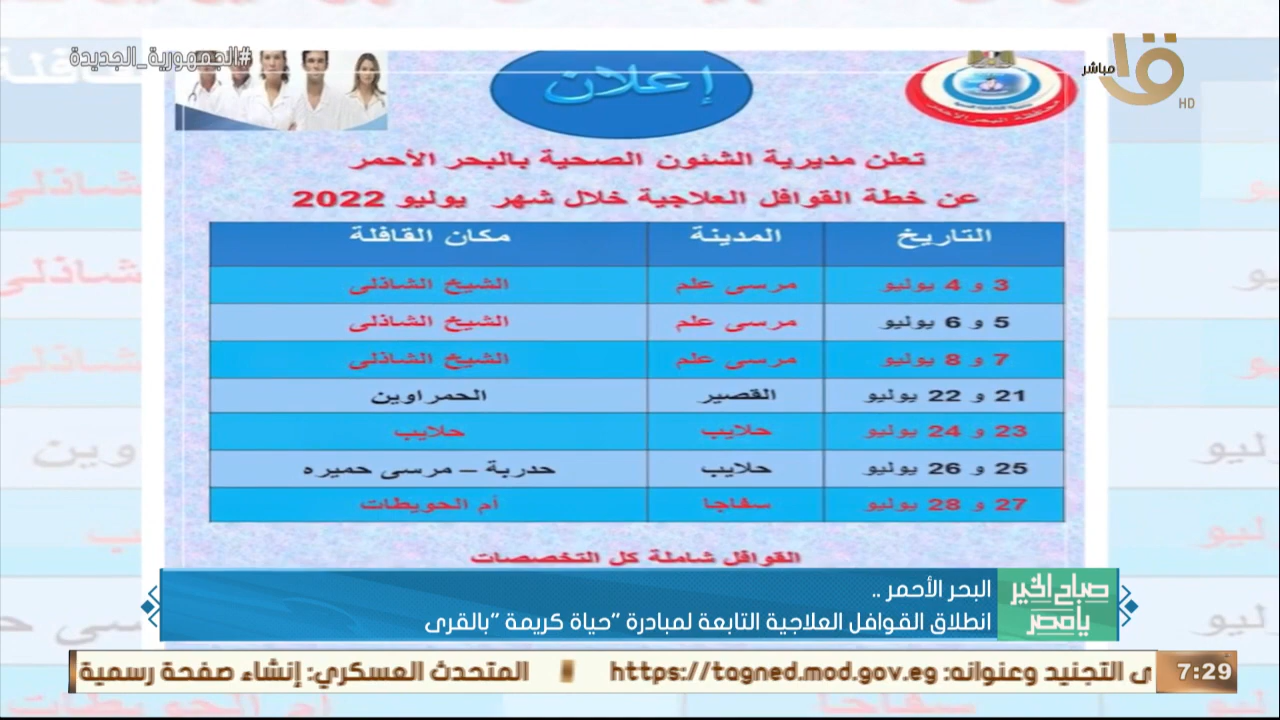 #الجمهورية_الجديدة
مباشر
HD
إعلان
محافظة البحر الأحمر
تعلن مديرية الشئون الصحية بالبحر الأحمر
عن خطة القوافل العلاجية خلال شهر يوليو 2022
التاريخ المدينة مكان القافلة
3 و 4 يوليو مرسى علم الشيخ الشاذلى
5 و 6 يوليو مرسى علم الشيخ الشاذلى
7 و 8 يوليو مرسى علم الشيخ الشاذلى
21 و 22 يوليو القصير الحمراوين
23 و 24 يوليو حلايب حلايب
25 و 26 يوليو حلايب حدربة – مرسى حميره
27 و 28 يوليو سفاجا أم الحويطات
القوافل شاملة كل التخصصات
صباح الخير يا مصر
البحر الأحمر ..
انطلاق القوافل العلاجية التابعة لمبادرة "حياة كريمة "بالقرى
7:29
ى التجنيد وعنوانه: https://tagned.mod.gov.eg المتحدث العسكري: إنشاء صفحة رسمية